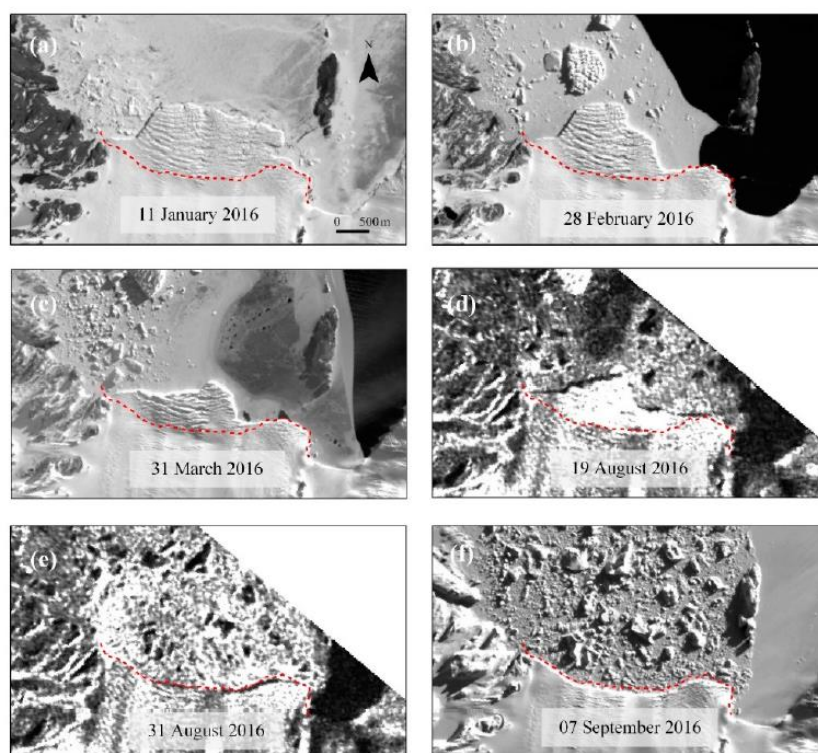 (a)
N
11 January 2016
0 500 m
(b)
28 February 2016
(c)
31 March 2016
(d)
19 August 2016
(e)
31 August 2016
(f)
07 September 2016